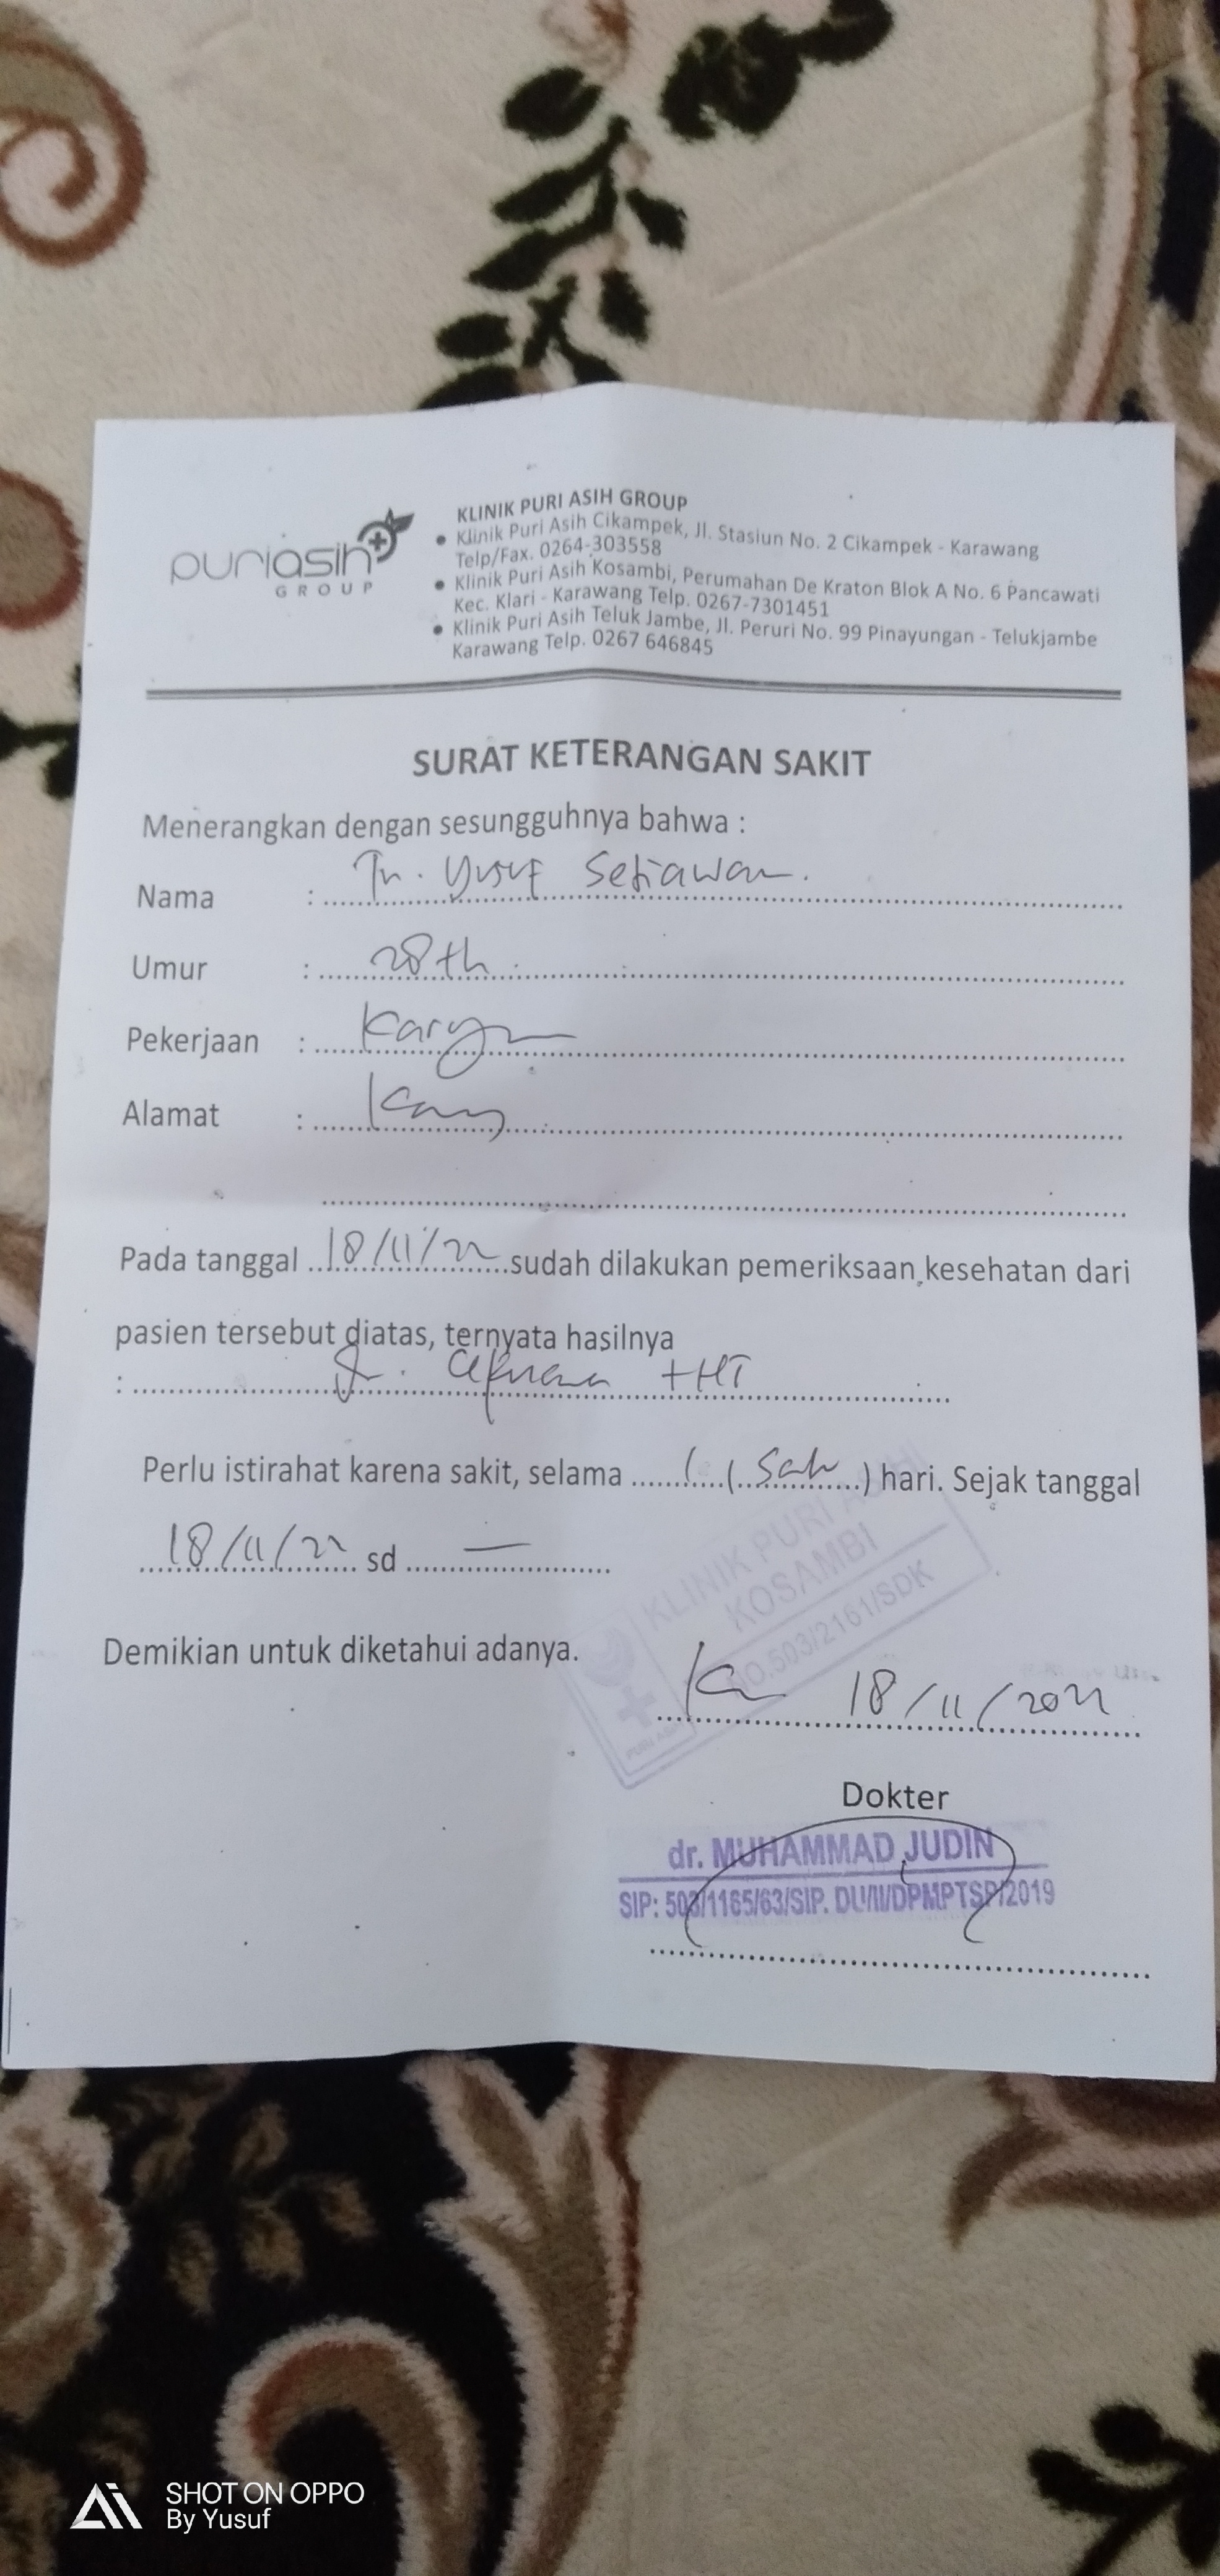 puriasih
GROUP
KLINIK PURI ASIH GROUP
• Klinik Puri Asih Cikampek, Jl. Stasiun No. 2 Cikampek - Karawang
Telp/Fax. 0264-303558
• Klinik Puri Asih Kosambi, Perumahan De Kraton Blok A No. 6 Pancawati
Kec. Klari - Karawang Telp. 0267-7301451
• Klinik Puri Asih Teluk Jambe, Jl. Peruri No. 99 Pinayungan - Telukjambe
Karawang Telp. 0267 646845
SURAT KETERANGAN SAKIT
Menerangkan dengan sesungguhnya bahwa :
Nama : Tn. Yusuf Setiawan.
Umur : 28th
Pekerjaan :
Alamat :
Pada tanggal 18/11/22 sudah dilakukan pemeriksaan kesehatan dari
pasien tersebut diatas, ternyata hasilnya
: + HT
Perlu istirahat karena sakit, selama 1 (Satu) hari. Sejak tanggal
18/11/22 sd —
Demikian untuk diketahui adanya.
KLINIK PURI ASIH
KOSAMBI
NO.503/2161/SDK
PURI ASIH
18/11/2022
Dokter
dr. MUHAMMAD JUDIN
SIP: 503/1165/63/SIP. DU/II/DPMPTSP/2019
SHOT ON OPPO
By Yusuf